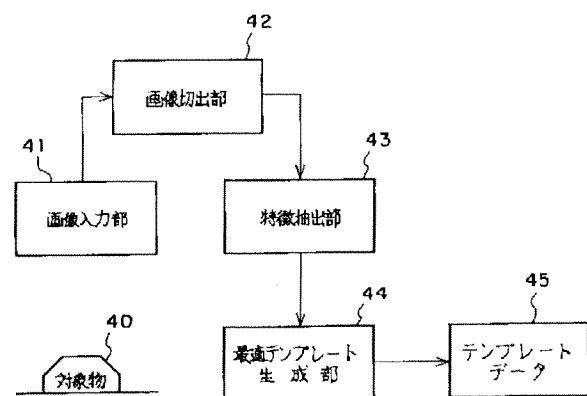 42
画像切出部
41
画像入力部
43
特徴抽出部
40
対象物
44
最適テンプレート
生成部
45
テンプレート
データ